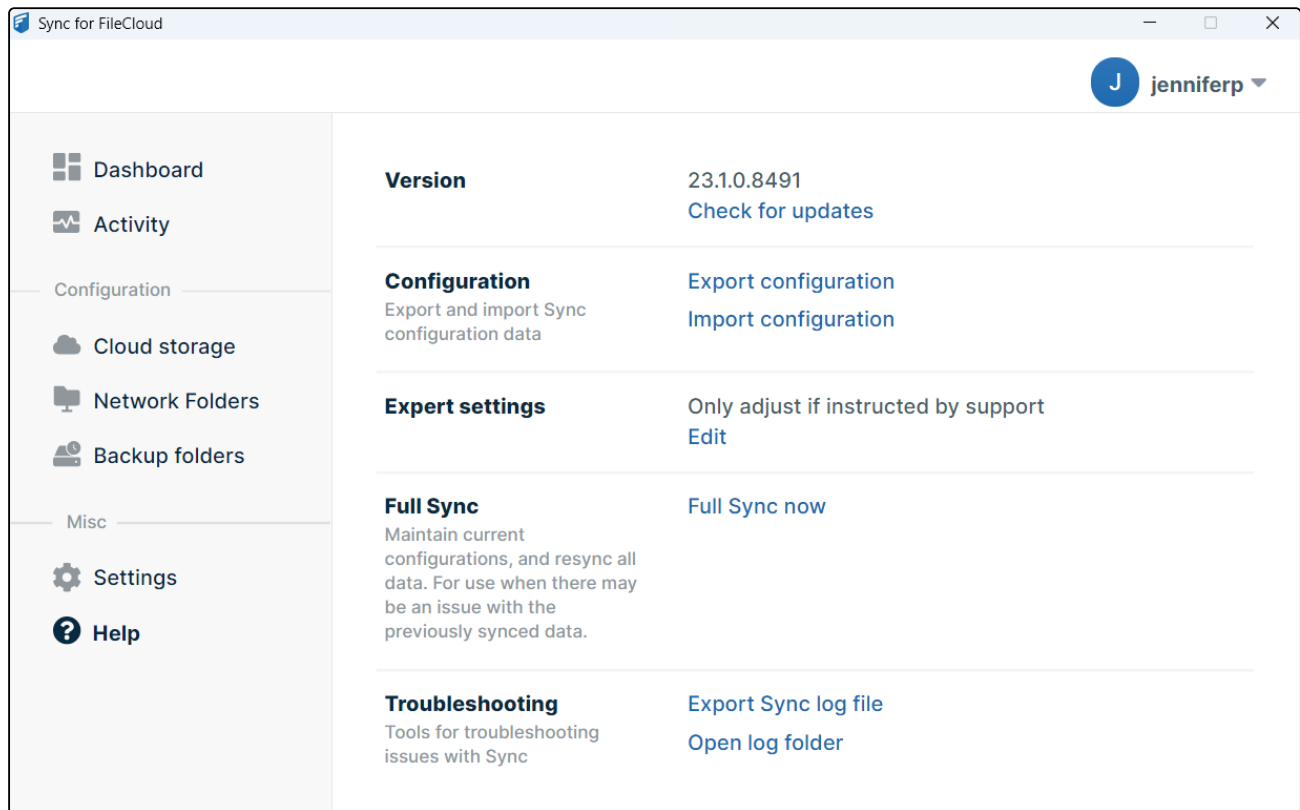 Sync for FileCloud
J
jenniferp
Dashboard
Activity
Configuration
Cloud storage
Network Folders
Backup folders
Misc
Settings
Help
Version
23.1.0.8491
Check for updates
Configuration
Export and import Sync
configuration data
Export configuration
Import configuration
Expert settings
Only adjust if instructed by support
Edit
Full Sync
Maintain current
configurations, and resync all
data. For use when there may
be an issue with the
previously synced data.
Full Sync now
Troubleshooting
Tools for troubleshooting
issues with Sync
Export Sync log file
Open log folder